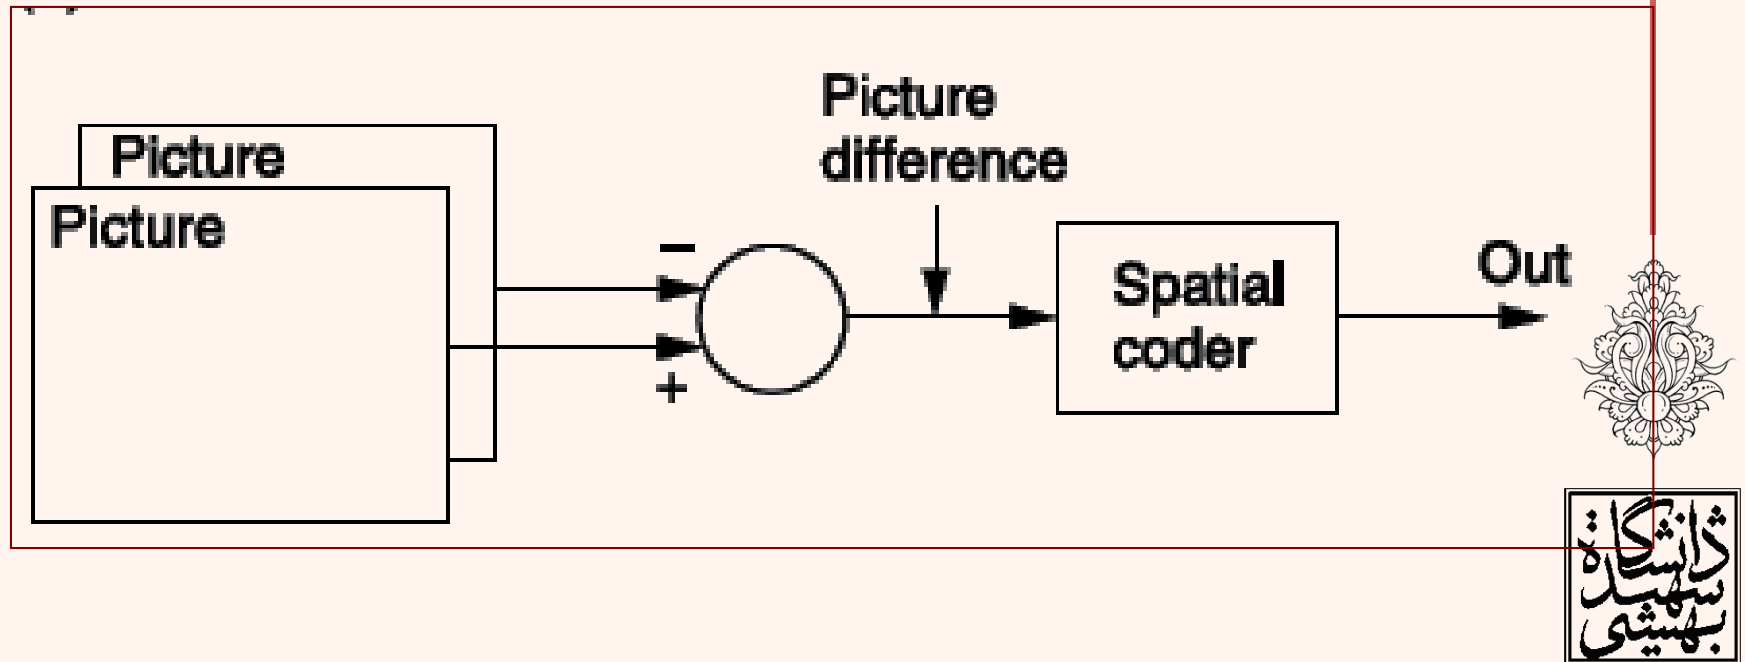 Picture
Picture
Picture
difference
−
+
Spatial
coder
Out
دانشگاه
شهید
بهشتی